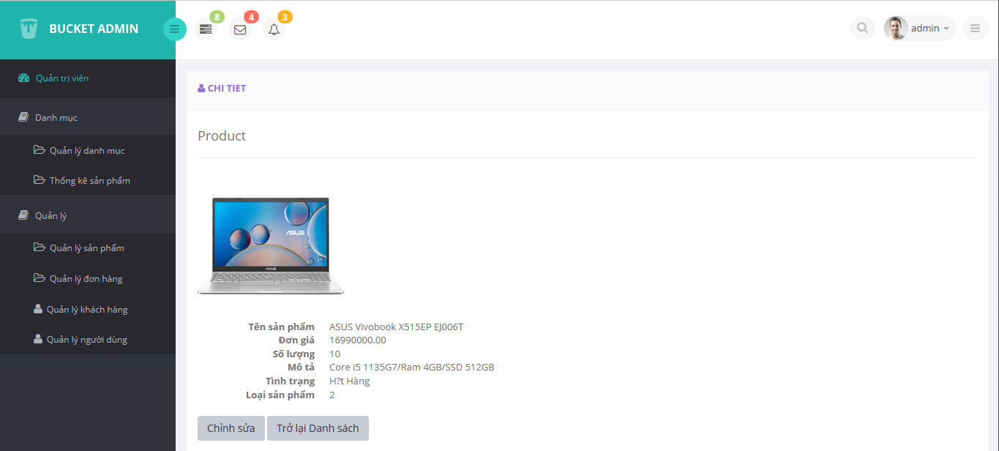 BUCKET ADMIN
8
4
3
admin
Quản trị viên
Danh mục
Quản lý danh mục
Thống kê sản phẩm
Quản lý
Quản lý sản phẩm
Quản lý đơn hàng
Quản lý khách hàng
Quản lý người dùng
CHI TIET
Product
ASUS
ASUS
Tên sản phẩm ASUS Vivobook X515EP EJ006T
Đơn giá 16990000.00
Số lượng 10
Mô tả Core i5 1135G7/Ram 4GB/SSD 512GB
Tình trạng H?t Hàng
Loại sản phẩm 2
Chỉnh sửa Trở lại Danh sách